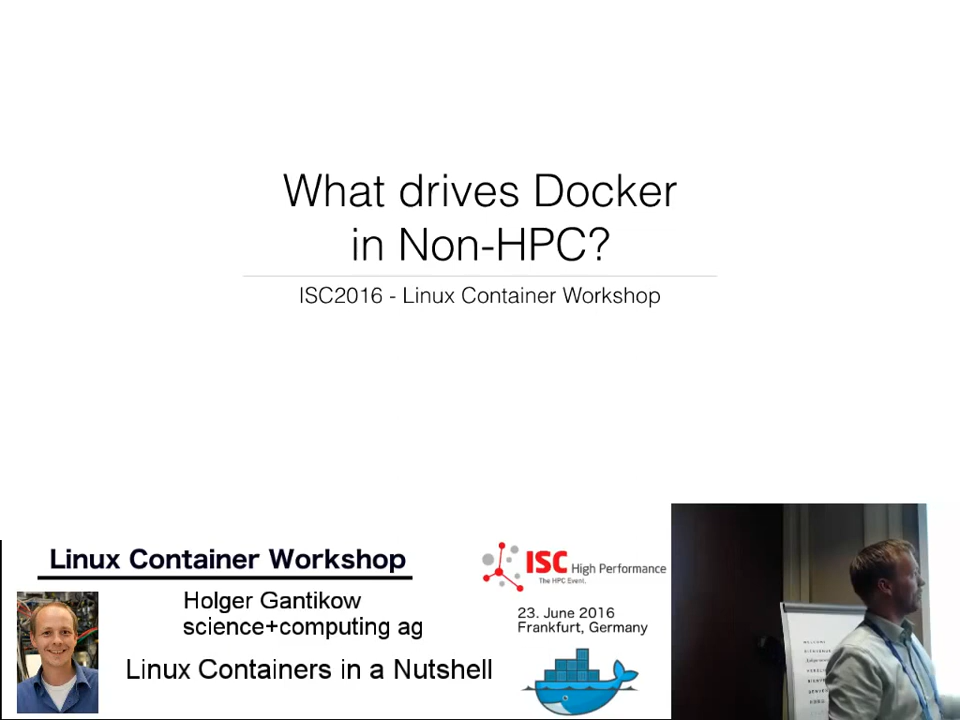 What drives Docker
in Non-HPC?
ISC2016 - Linux Container Workshop
Linux Container Workshop
Holger Gantikow
science+computing ag
Linux Containers in a Nutshell
ISC High Performance
The HPC Event.
23. June 2016
Frankfurt, Germany
WELCOME